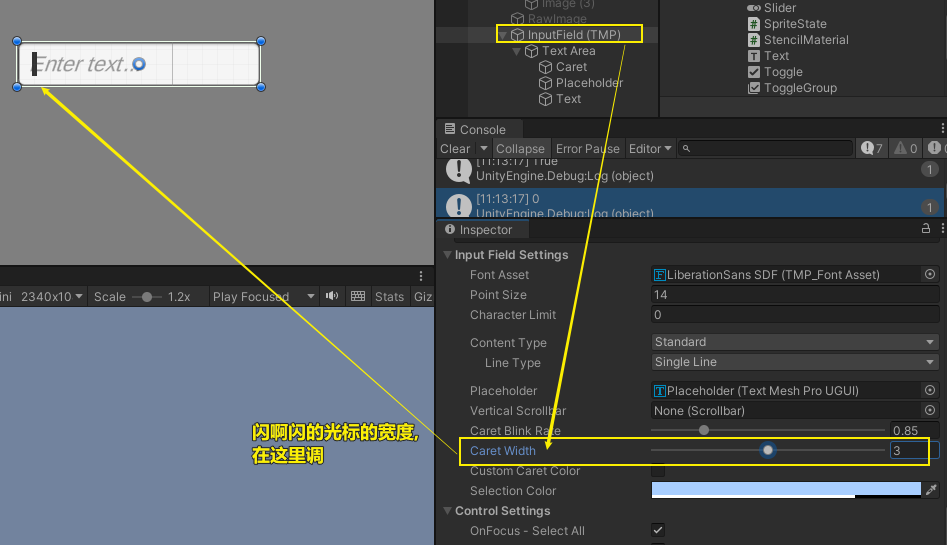 Image (3)
RawImage
InputField (TMP)
Text Area
Caret
Placeholder
Text
Slider
SpriteState
StencilMaterial
Text
Toggle
ToggleGroup
Enter text...
Console
Clear Collapse Error Pause Editor 7 0 0
[11:13:17] True
UnityEngine.Debug:Log (object) 1
[11:13:17] 0
UnityEngine.Debug:Log (object) 1
Inspector
Input Field Settings
Font Asset LiberationSans SDF (TMP_Font Asset)
Point Size 14
Character Limit 0
Content Type Standard
Line Type Single Line
Placeholder Placeholder (Text Mesh Pro UGUI)
Vertical Scrollbar None (Scrollbar)
Caret Blink Rate 0.85
Caret Width 3
Custom Caret Color
Selection Color
Control Settings
OnFocus - Select All
ini 2340x10 Scale 1.2x Play Focused Stats Giz
闪啊闪的光标的宽度,
在这里调